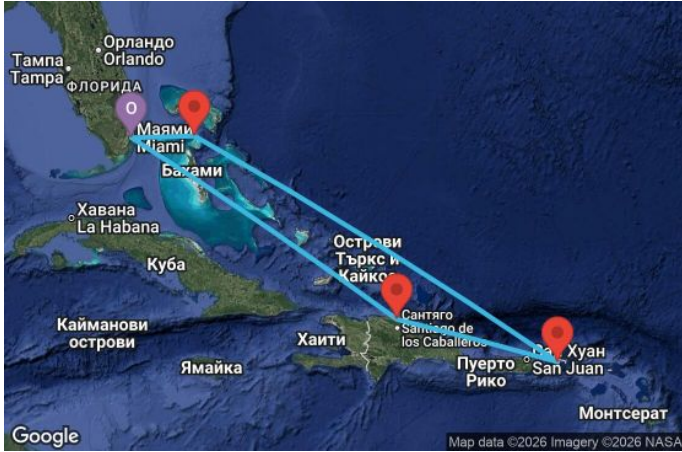 Орландо
Orlando
Тампа
Tampa
ФЛОРИДА
O
Маями
Miami
Бахами
Хавана
La Habana
Куба
Острови
Търкс и
Кайкос
Кайманови
острови
Ямайка
Хаити
Сантяго
Santiago de
los Caballeros
Пуерто
Рико
Хуан
San Juan
Монтсерат
Google
Map data ©2026 Imagery ©2026 NASA